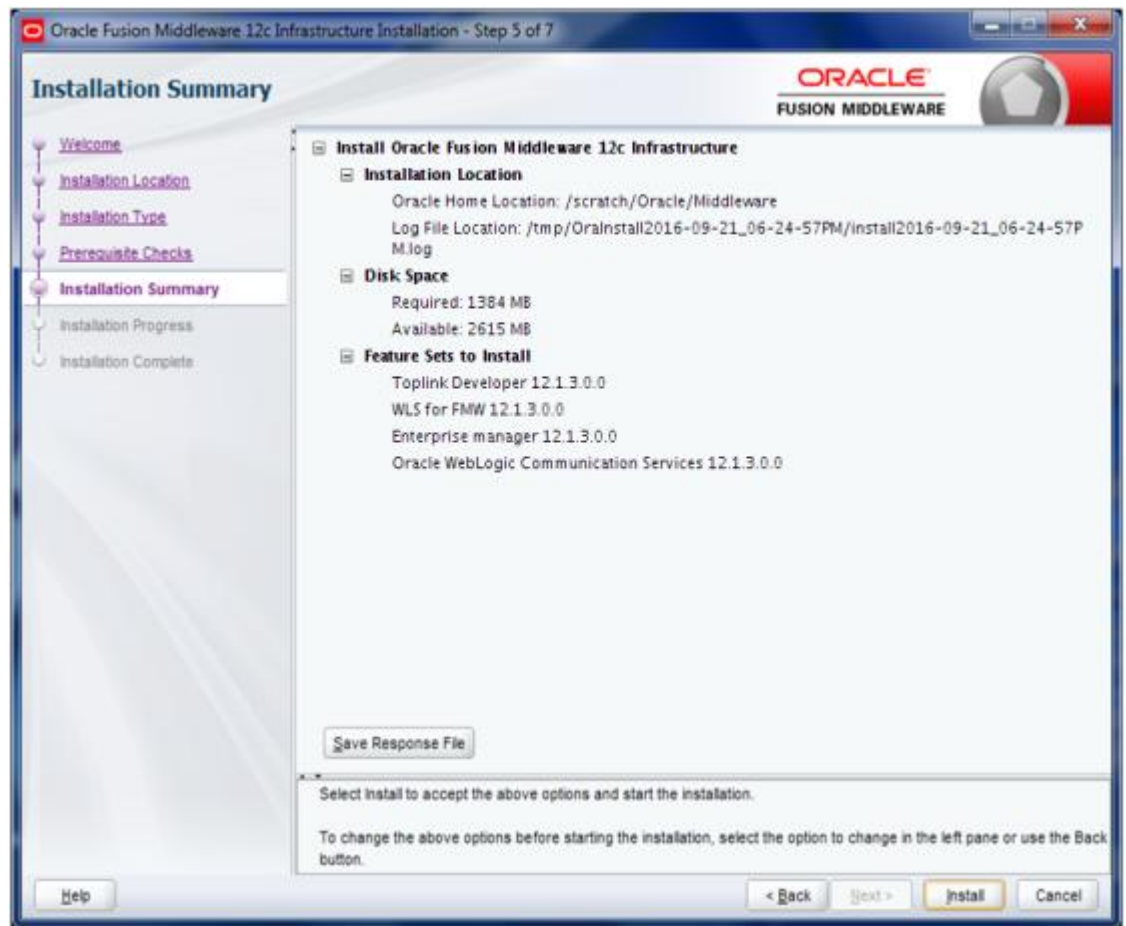 Oracle Fusion Middleware 12c Infrastructure Installation - Step 5 of 7
Installation Summary
ORACLE
FUSION MIDDLEWARE
Welcome
Installation Location
Installation Type
Prerequisite Checks
Installation Summary
Installation Progress
Installation Complete
Install Oracle Fusion Middleware 12c Infrastructure
Installation Location
Oracle Home Location: /scratch/Oracle/Middleware
Log File Location: /tmp/OraInstall2016-09-21_06-24-57PM/install2016-09-21_06-24-57P
M.log
Disk Space
Required: 1384 MB
Available: 2615 MB
Feature Sets to Install
Toplink Developer 12.1.3.0.0
WLS for FMW 12.1.3.0.0
Enterprise manager 12.1.3.0.0
Oracle WebLogic Communication Services 12.1.3.0.0
Save Response File
Select Install to accept the above options and start the installation.
To change the above options before starting the installation, select the option to change in the left pane or use the Back
button.
Help
< Back
Next >
Install
Cancel